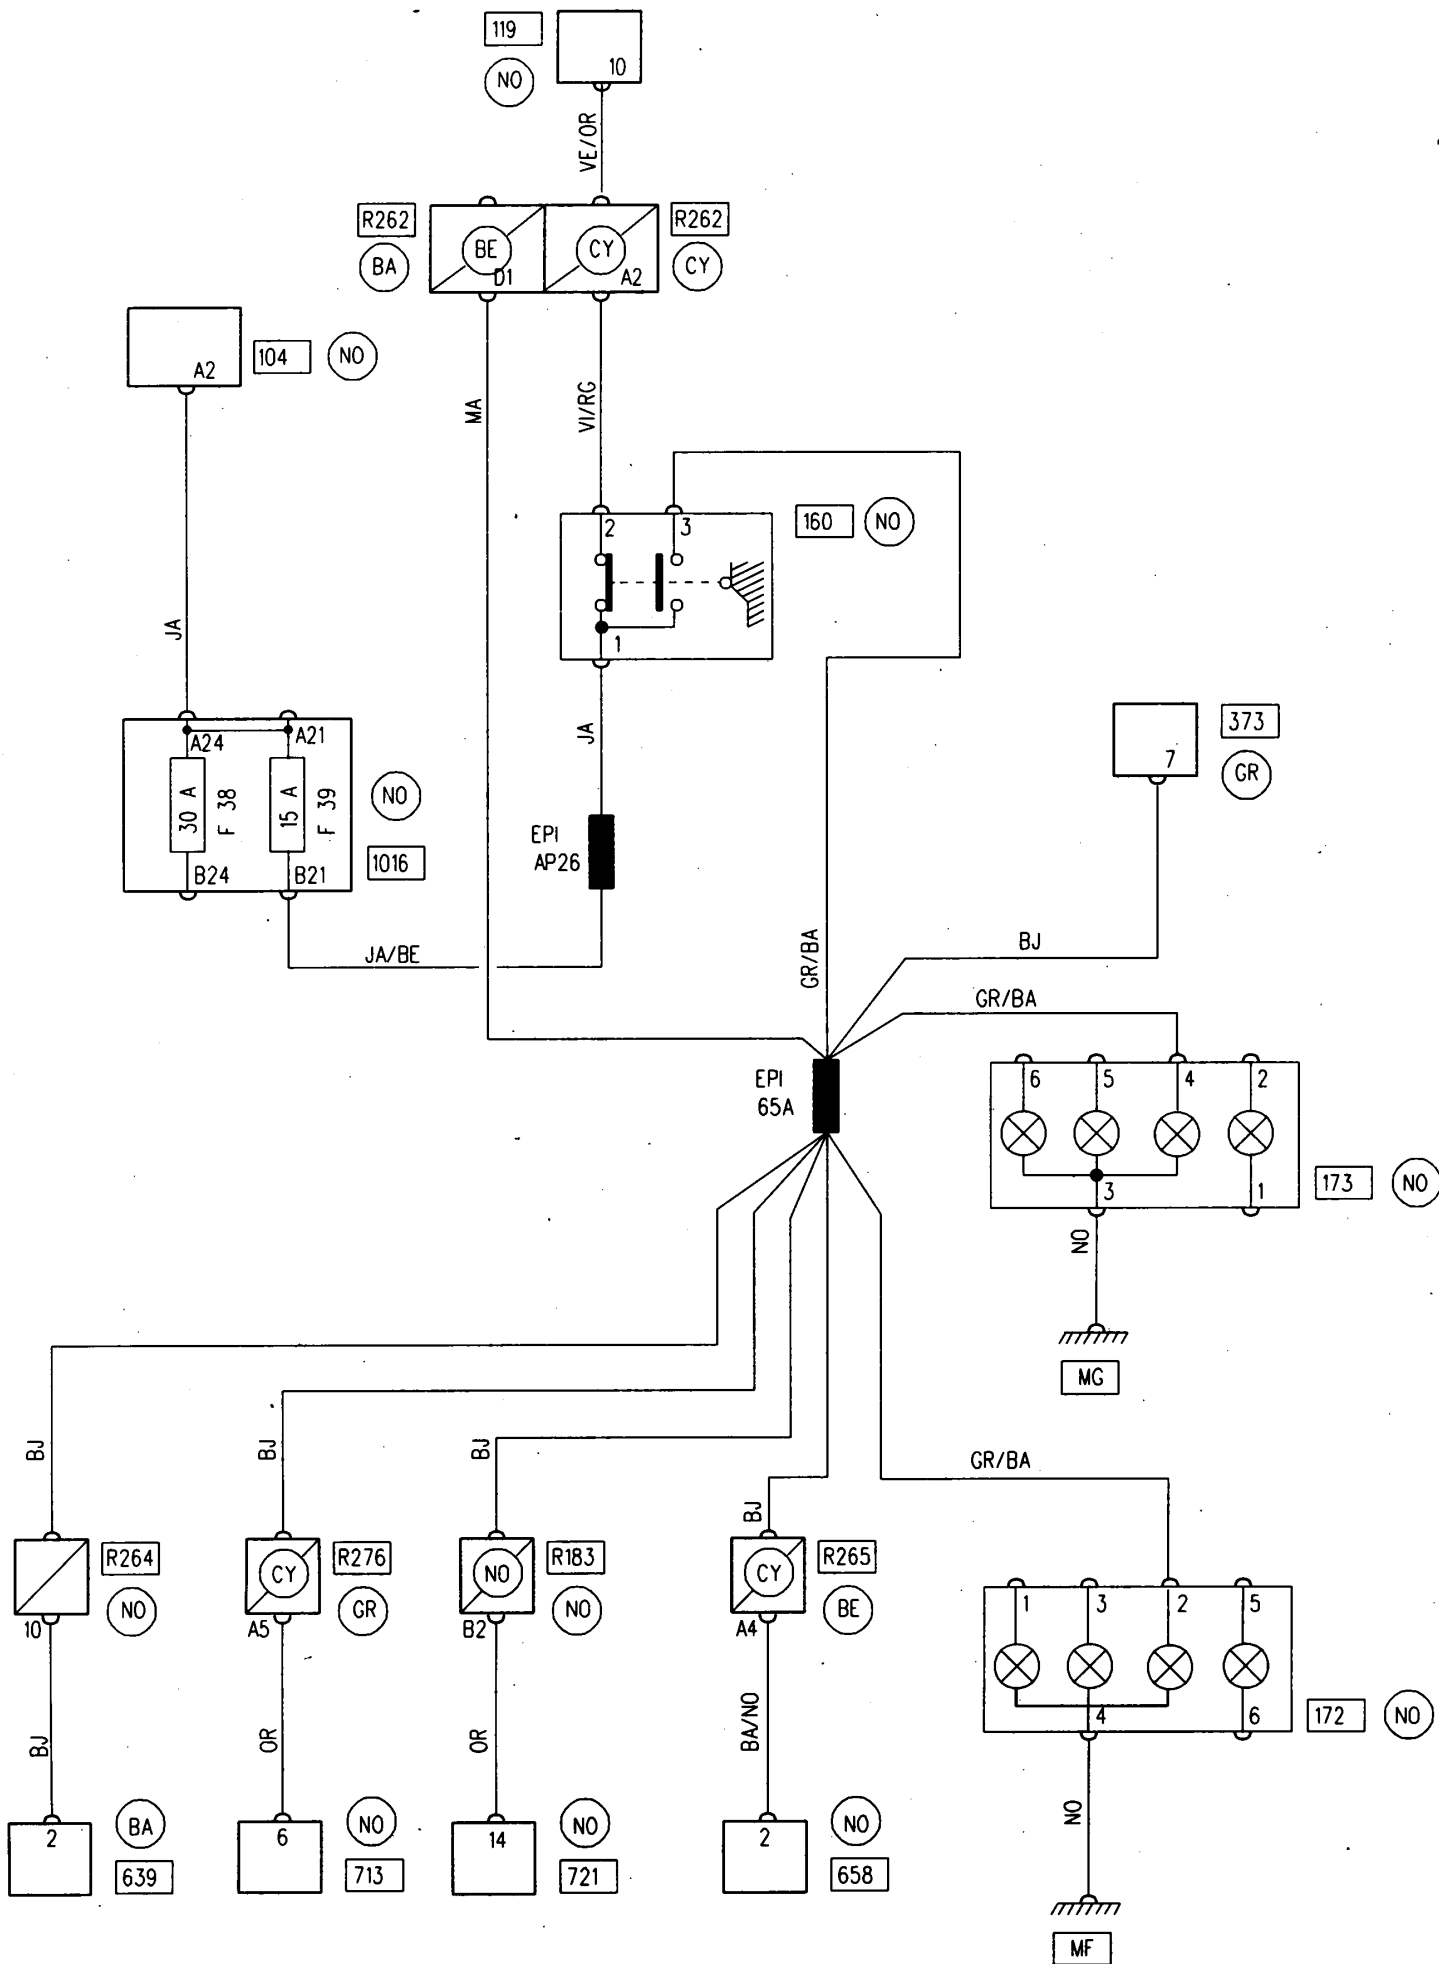 119
10
NO
VE/OR
R262
BE
CY
R262
BA
D1
A2
CY
A2
104
NO
MA
VI/RG
2
3
160
NO
1
JA
JA
A24
A21
30 A
F 38
15 A
F 39
NO
B24
B21
1016
EPI
AP26
JA/BE
373
7
GR
GR/BA
BJ
GR/BA
EPI
65A
6
5
4
2
3
1
173
NO
NO
MG
BJ
BJ
BJ
BJ
GR/BA
R264
CY
R276
NO
R183
CY
R265
NO
GR
NO
BE
10
A5
B2
A4
1
3
2
5
4
6
172
NO
BJ
OR
OR
BA/NO
NO
2
BA
639
6
NO
713
14
NO
721
2
NO
658
MF